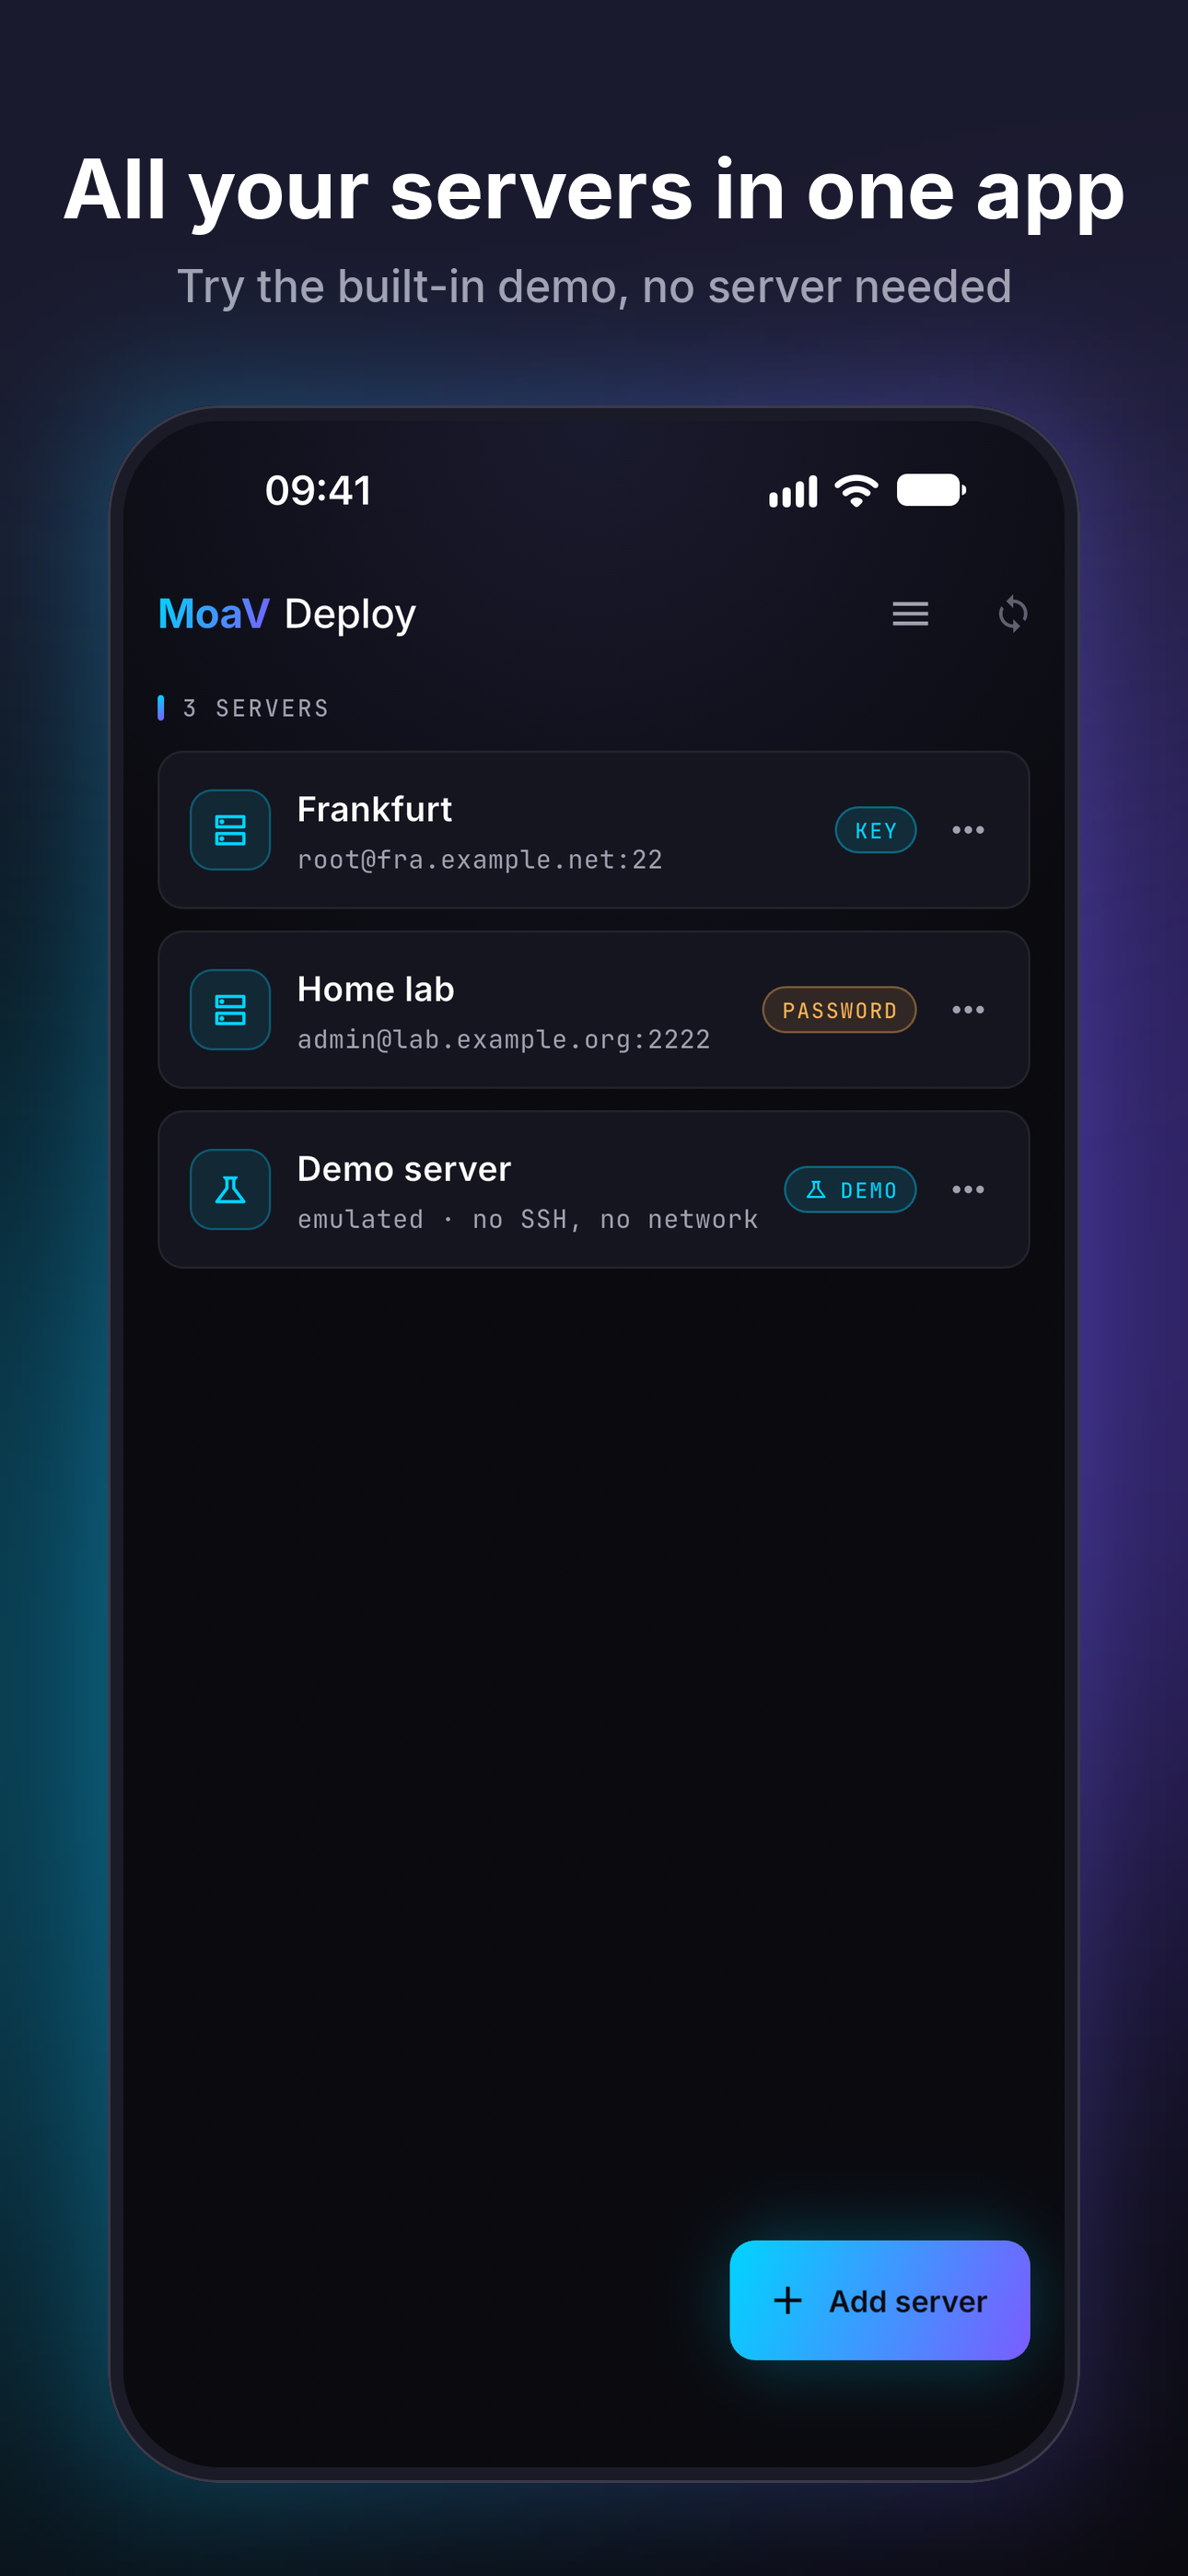 All your servers in one app
Try the built-in demo, no server needed
09:41
MoaV Deploy
3 SERVERS
Frankfurt
root@fra.example.net:22
KEY
Home lab
admin@lab.example.org:2222
PASSWORD
Demo server
emulated · no SSH, no network
DEMO
+ Add server